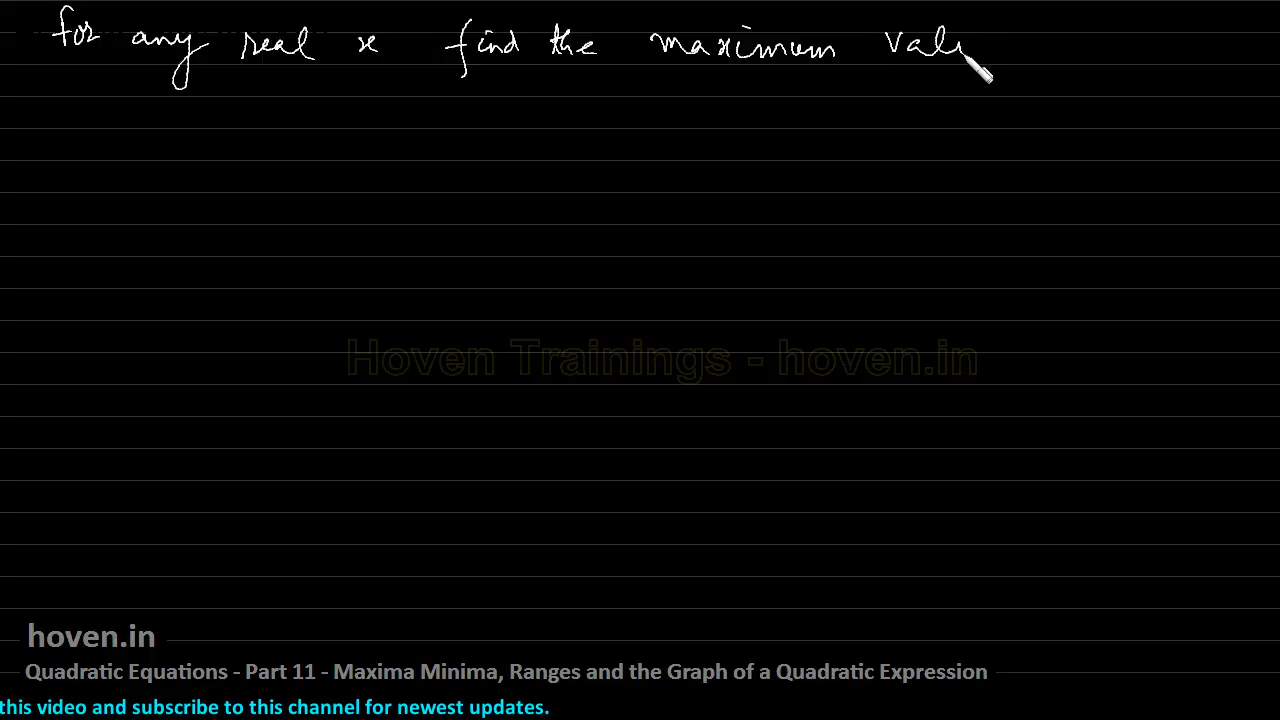 for any real x find the maximum valu
Hoven Trainings - hoven.in
hoven.in
Quadratic Equations - Part 11 - Maxima Minima, Ranges and the Graph of a Quadratic Expression
this video and subscribe to this channel for newest updates.